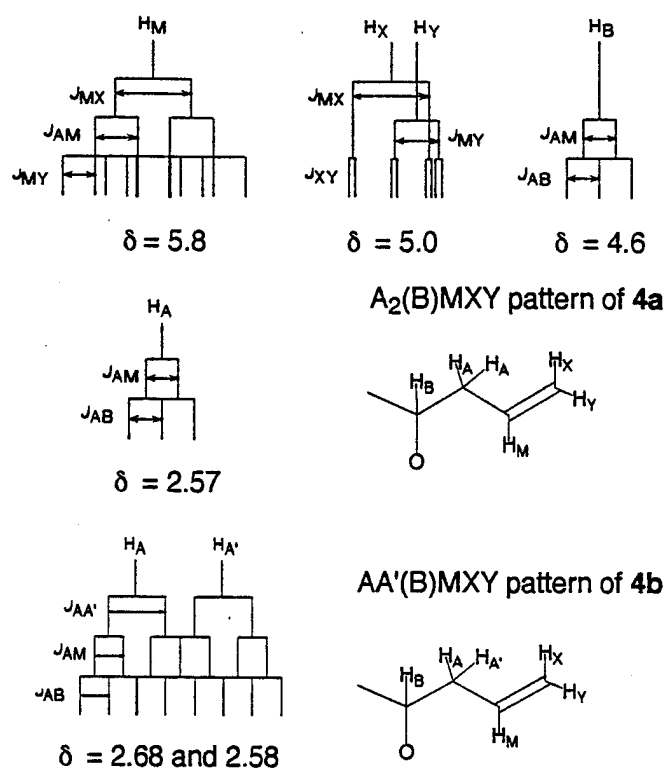 H_M
J_MX
J_AM
J_MY
δ = 5.8
H_X H_Y
J_MX
J_MY
J_XY
δ = 5.0
H_B
J_AM
J_AB
δ = 4.6
H_A
J_AM
J_AB
δ = 2.57
A₂(B)MXY pattern of 4a
H_B H_A H_A H_X
H_Y
H_M
O
H_A H_A'
J_AA'
J_AM
J_AB
δ = 2.68 and 2.58
AA'(B)MXY pattern of 4b
H_B H_A H_A' H_X
H_Y
H_M
O